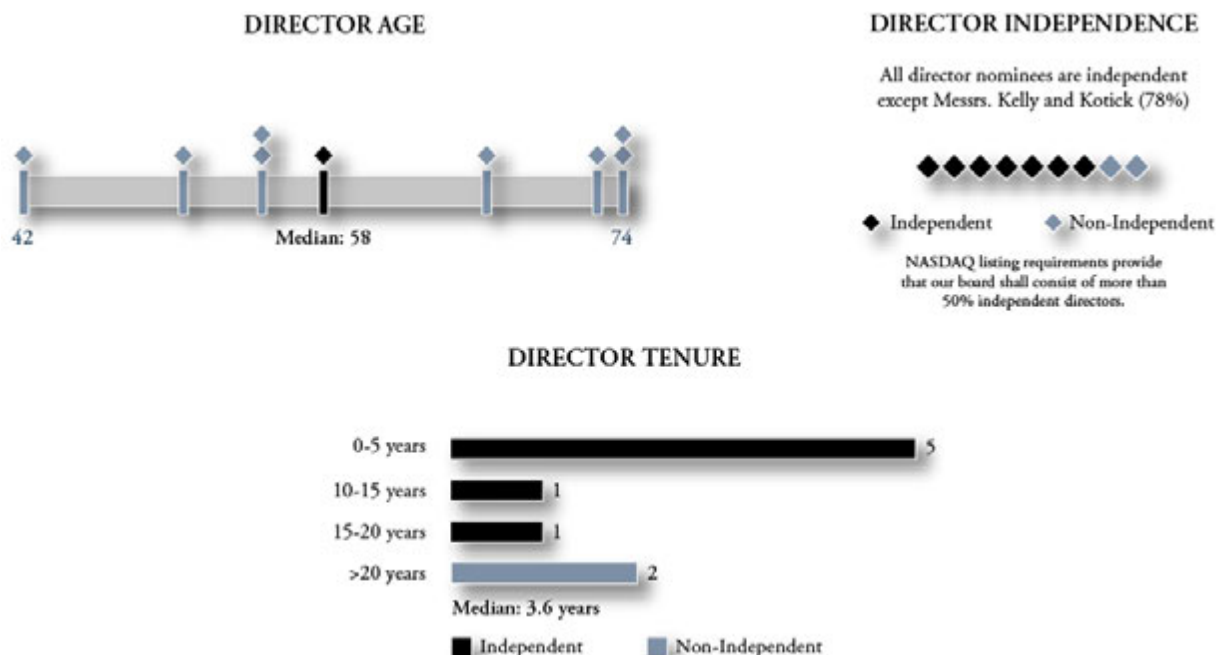 DIRECTOR AGE
42
Median: 58
74
DIRECTOR INDEPENDENCE
All director nominees are independent
except Messrs. Kelly and Kotick (78%)
Independent
Non-Independent
NASDAQ listing requirements provide
that our board shall consist of more than
50% independent directors.
DIRECTOR TENURE
0-5 years
5
10-15 years
1
15-20 years
1
>20 years
2
Median: 3.6 years
Independent
Non-Independent